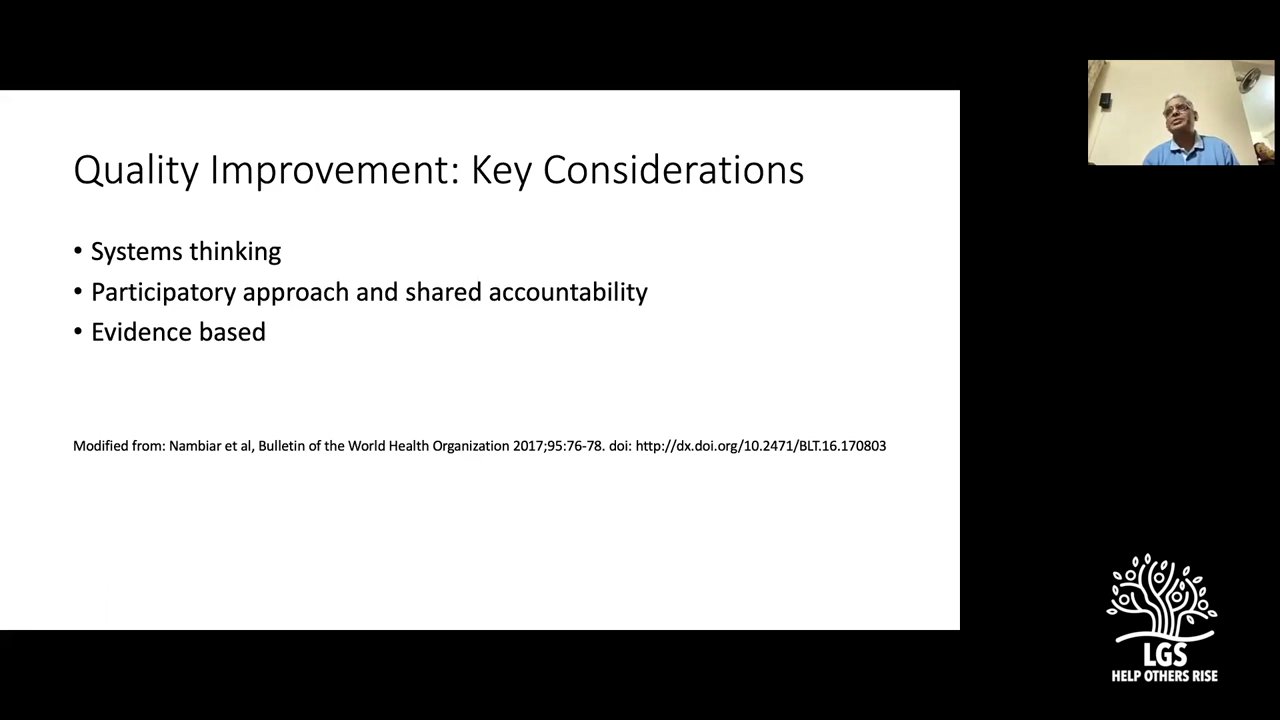 Quality Improvement: Key Considerations
• Systems thinking
• Participatory approach and shared accountability
• Evidence based
Modified from: Nambiar et al, Bulletin of the World Health Organization 2017;95:76-78. doi: http://dx.doi.org/10.2471/BLT.16.170803
LGS
HELP OTHERS RISE